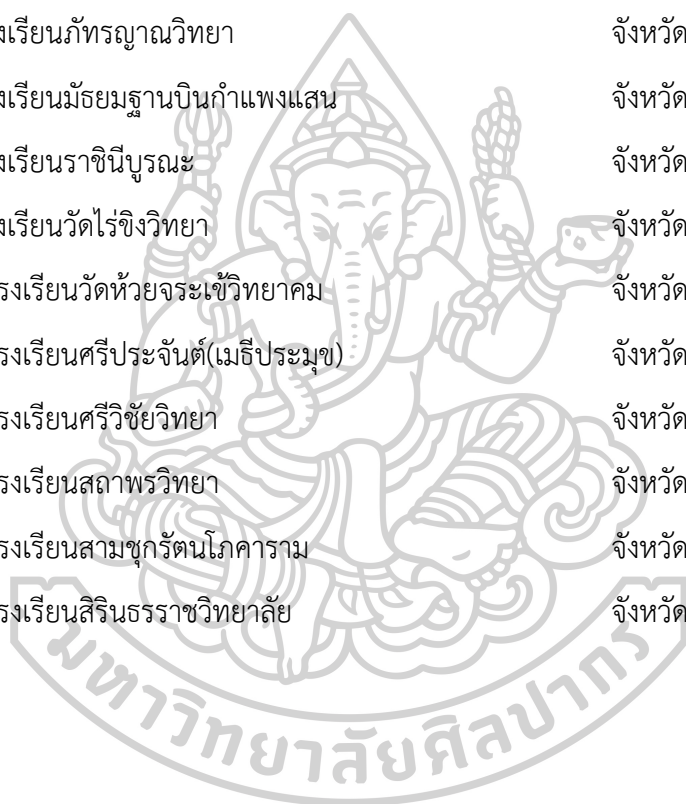 งเรียนภัทรญาณวิทยา จังหวัด
งเรียนมัธยมฐานบินกำแพงแสน จังหวัด
งเรียนราชินีบูรณะ จังหวัด
งเรียนวัดไร่ขิงวิทยา จังหวัด
รงเรียนวัดห้วยจระเข้วิทยาคม จังหวัด
รงเรียนศรีประจันต์(เมธีประมุข) จังหวัด
รงเรียนศรีวิชัยวิทยา จังหวัด
รงเรียนสถาพรวิทยา จังหวัด
รงเรียนสามชุกรัตนโภคาราม จังหวัด
รงเรียนสิรินธรราชวิทยาลัย จังหวัด
มหาวิทยาลัยศิลปากร